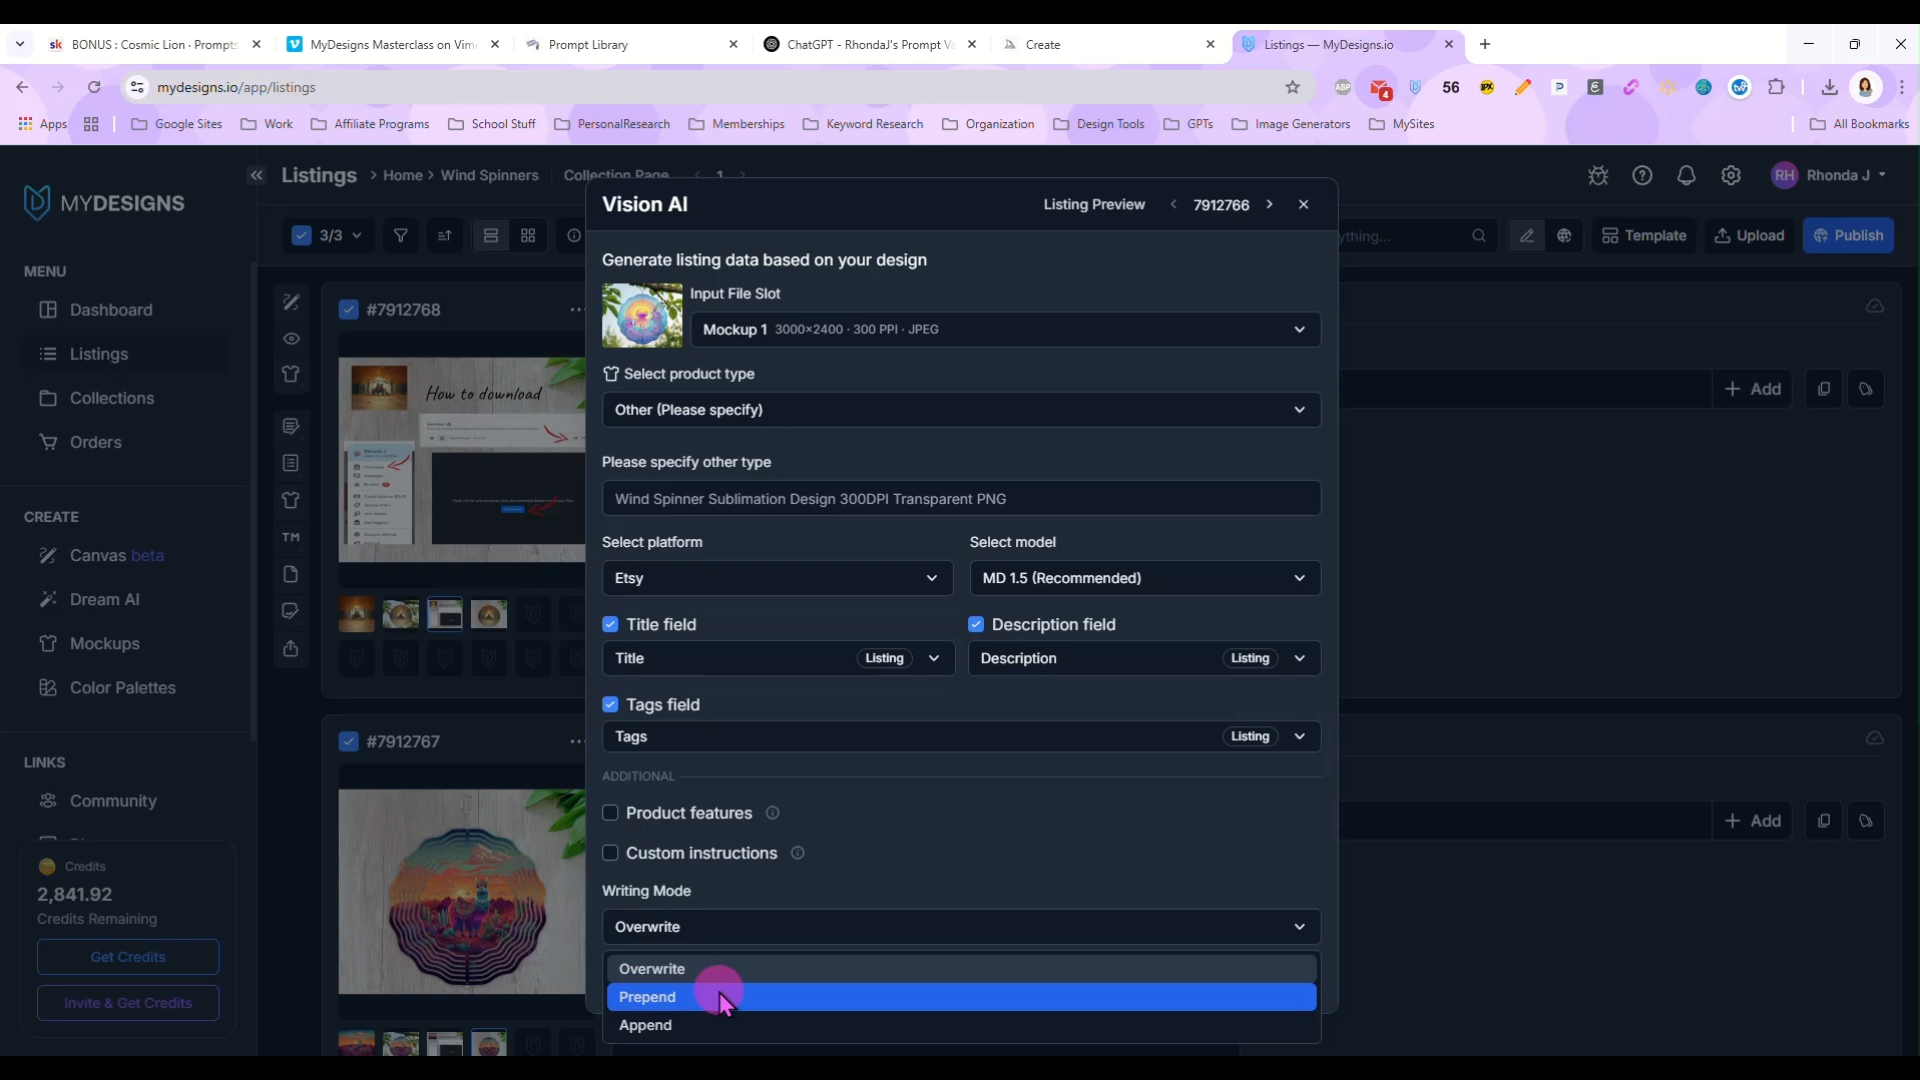 BONUS : Cosmic Lion - Prompts
MyDesigns Masterclass on Vim
Prompt Library
ChatGPT - RhondaJ's Prompt Va
Create
Listings — MyDesigns.io
mydesigns.io/app/listings
ABP
4
56
Apps
Google Sites
Work
Affiliate Programs
School Stuff
PersonalResearch
Memberships
Keyword Research
Organization
Design Tools
GPTs
Image Generators
MySites
All Bookmarks
MYDESIGNS
Listings > Home > Wind Spinners
Collection Page
1
RH Rhonda J
3/3
ything...
Template
Upload
Publish
MENU
Dashboard
Listings
Collections
Orders
CREATE
Canvas beta
Dream AI
Mockups
Color Palettes
LINKS
Community
Credits
2,841.92
Credits Remaining
Get Credits
Invite & Get Credits
TM
#7912768
How to download
#7912767
Add
Add
Vision AI
Listing Preview
7912766
Generate listing data based on your design
Input File Slot
Mockup 1 3000×2400 · 300 PPI · JPEG
Select product type
Other (Please specify)
Please specify other type
Wind Spinner Sublimation Design 300DPI Transparent PNG
Select platform
Select model
Etsy
MD 1.5 (Recommended)
Title field
Description field
Title Listing
Description Listing
Tags field
Tags Listing
ADDITIONAL
Product features
Custom instructions
Writing Mode
Overwrite
Overwrite
Prepend
Append